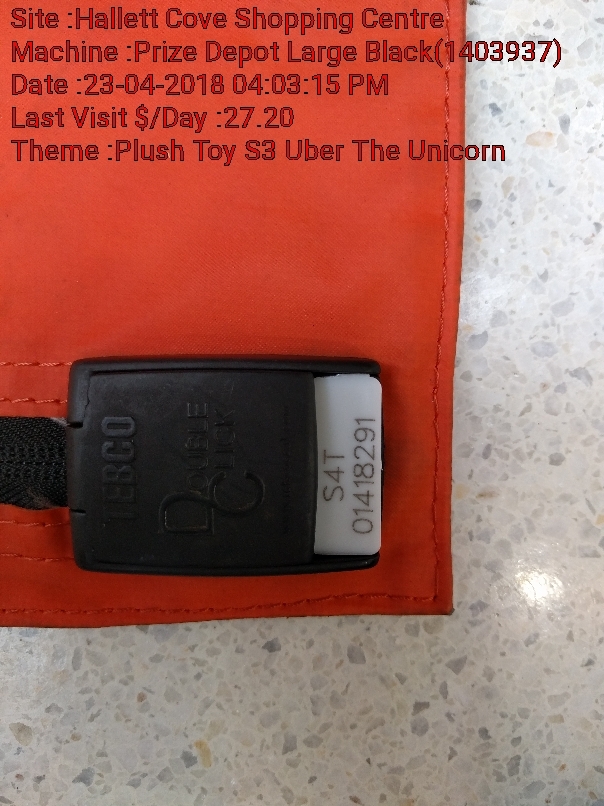 Site :Hallett Cove Shopping Centre
Machine :Prize Depot Large Black(1403937)
Date :23-04-2018 04:03:15 PM
Last Visit $/Day :27.20
Theme :Plush Toy S3 Uber The Unicorn
TEBCO
DOUBLE
CLICK
S4T
01418291